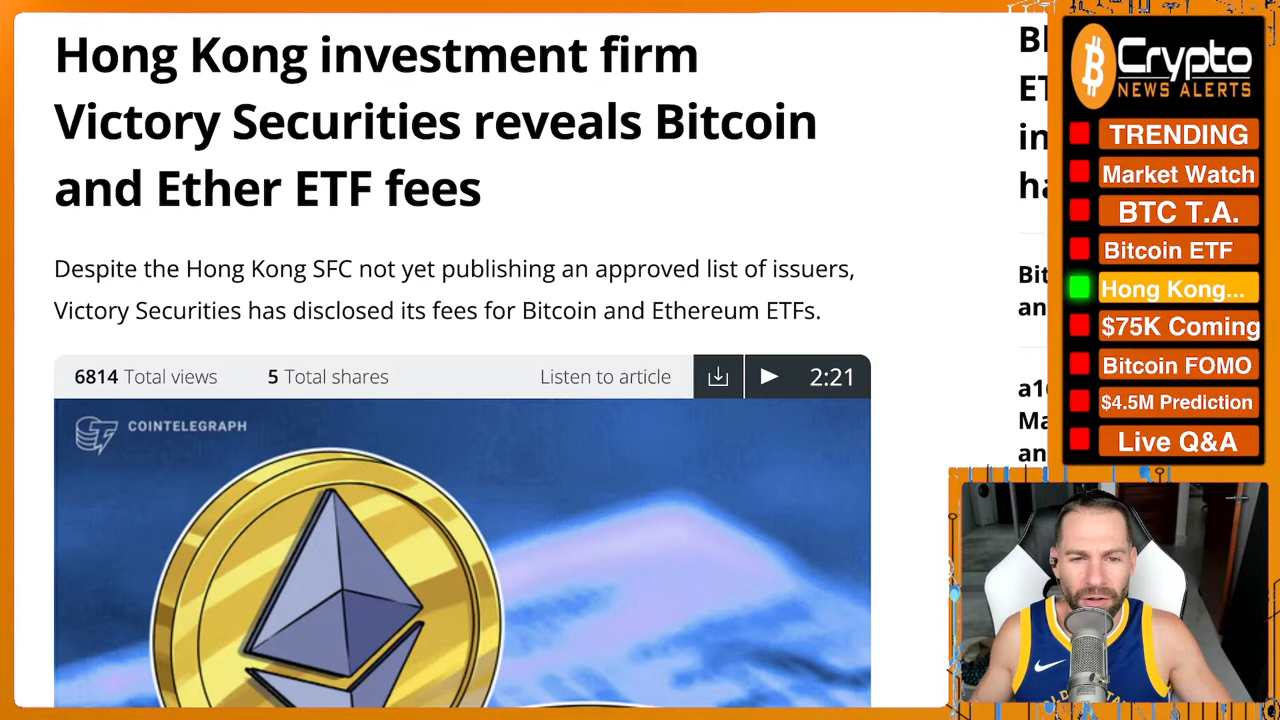 Hong Kong investment firm
Victory Securities reveals Bitcoin
and Ether ETF fees
Despite the Hong Kong SFC not yet publishing an approved list of issuers,
Victory Securities has disclosed its fees for Bitcoin and Ethereum ETFs.
6814 Total views
5 Total shares
Listen to article
2:21
COINTELEGRAPH
in
an
an
Crypto
NEWS ALERTS
TRENDING
Market Watch
BTC T.A.
Bitcoin ETF
Hong Kong...
$75K Coming
Bitcoin FOMO
$4.5M Prediction
Live Q&A